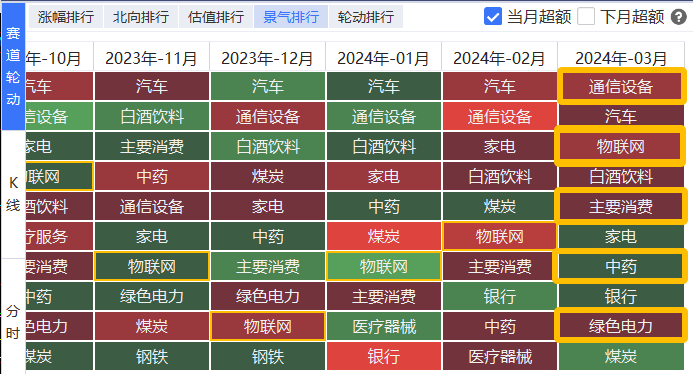 赛道轮动 涨幅排行 北向排行 估值排行 景气排行 轮动排行 当月超额 下月超额 ?
年-10月 2023年-11月 2023年-12月 2024年-01月 2024年-02月 2024年-03月
汽车 汽车 汽车 汽车 汽车 通信设备
信设备 白酒饮料 通信设备 通信设备 通信设备 汽车
家电 主要消费 白酒饮料 白酒饮料 家电 物联网
K线 联网 中药 煤炭 家电 白酒饮料 白酒饮料
酒饮料 通信设备 家电 中药 煤炭 主要消费
疗服务 家电 中药 煤炭 物联网 家电
要消费 物联网 主要消费 物联网 主要消费 中药
中药 绿色电力 绿色电力 主要消费 银行 银行
分时 色电力 煤炭 物联网 医疗器械 中药 绿色电力
煤炭 钢铁 钢铁 银行 医疗器械 煤炭